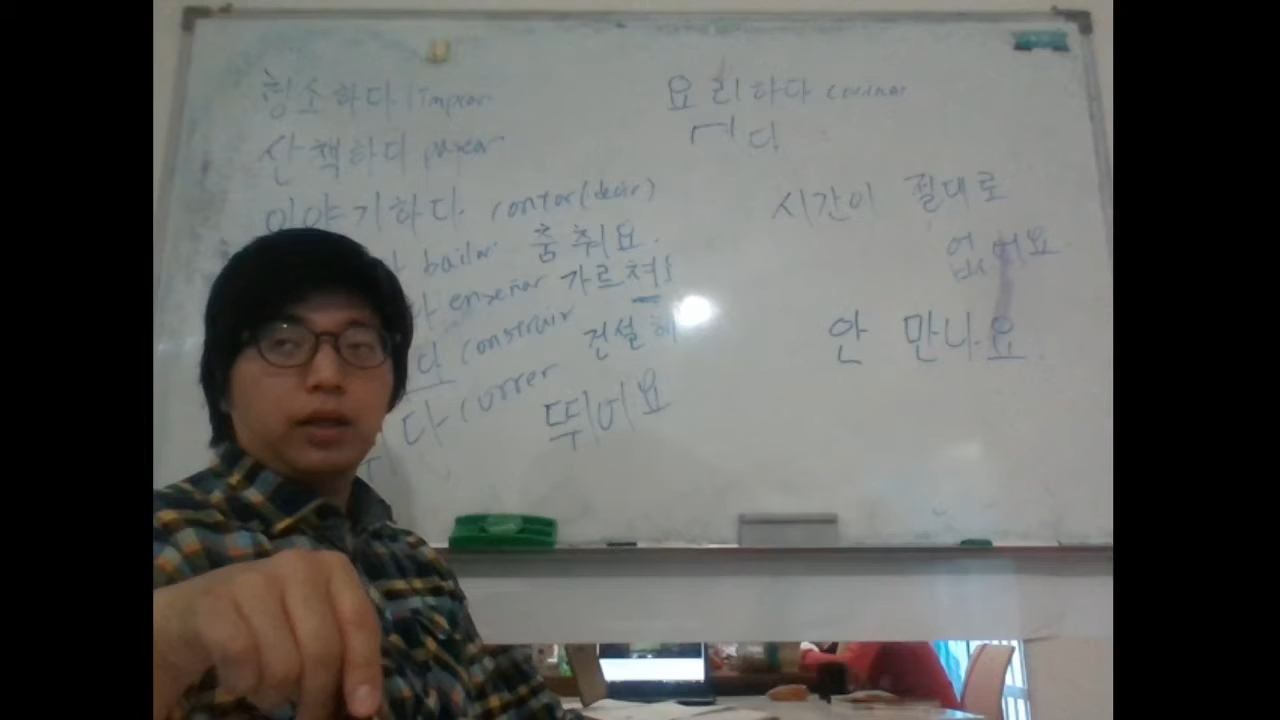 청소하다 limpiar
산책하다 pasear
이야기하다 contar (decir)
bailar 춤춰요.
enseñar 가르쳐요
construir 건설해
다 correr 뛰어요
요리하다 cocinar
시간이 절대로
없어요
안 만나요.